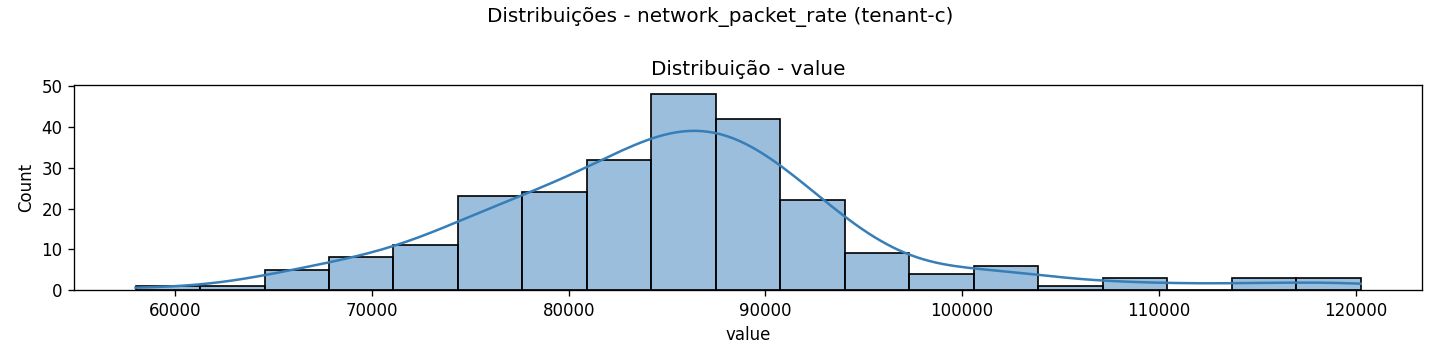 Distribuições - network_packet_rate (tenant-c)
Distribuição - value
50
40
30
20
10
0
Count
60000 70000 80000 90000 100000 110000 120000
value